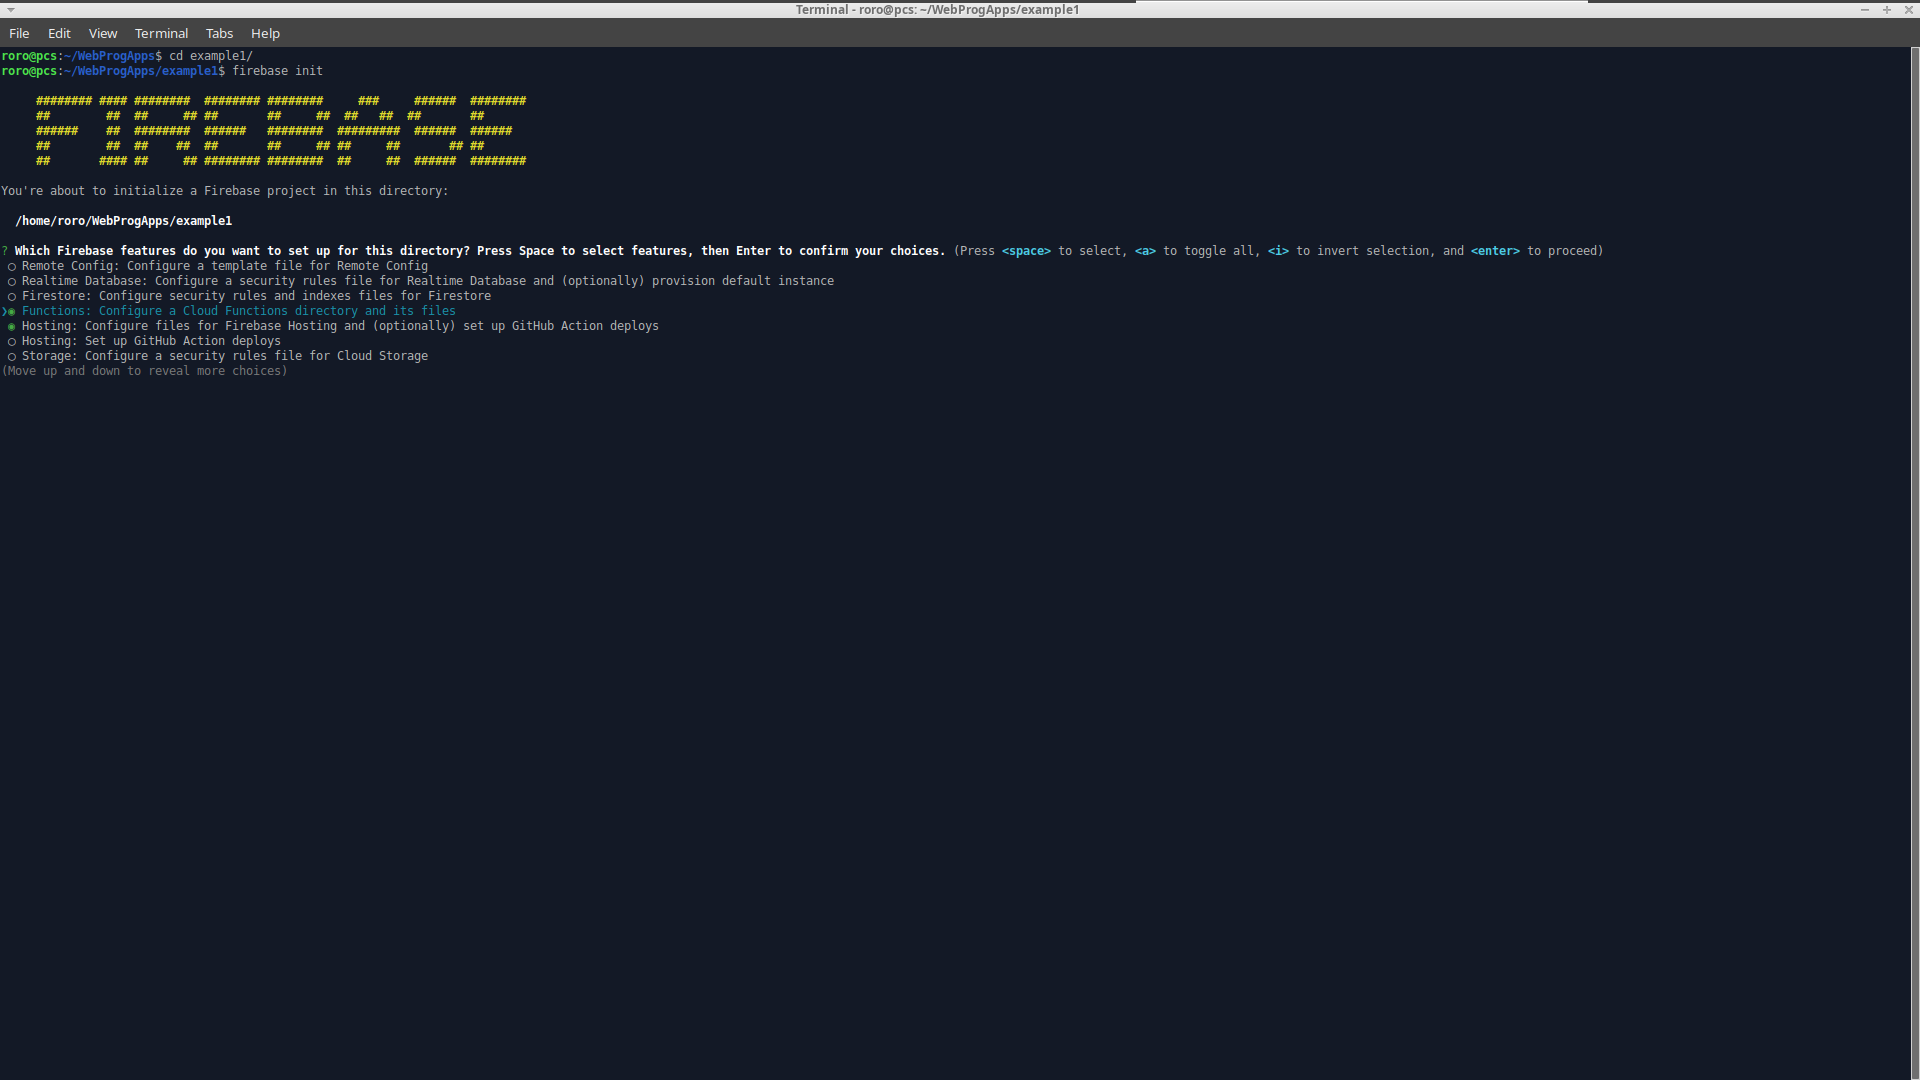 Terminal - roro@pcs: ~/WebProgApps/example1
File Edit View Terminal Tabs Help
roro@pcs:~/WebProgApps$ cd example1/
roro@pcs:~/WebProgApps/example1$ firebase init
     ######## #### ########  ######## ########     ###     ######  ########
     ##        ##  ##     ## ##       ##     ##  ##   ##  ##       ##
     ######    ##  ########  ######   ########  #########  ######  ######
     ##        ##  ##    ##  ##       ##     ## ##     ##       ## ##
     ##       #### ##     ## ######## ########  ##     ##  ######  ########
You're about to initialize a Firebase project in this directory:
  /home/roro/WebProgApps/example1
? Which Firebase features do you want to set up for this directory? Press Space to select features, then Enter to confirm your choices. (Press <space> to select, <a> to toggle all, <i> to invert selection, and <enter> to proceed)
 ◯ Remote Config: Configure a template file for Remote Config
 ◯ Realtime Database: Configure a security rules file for Realtime Database and (optionally) provision default instance
 ◯ Firestore: Configure security rules and indexes files for Firestore
❯◉ Functions: Configure a Cloud Functions directory and its files
 ◉ Hosting: Configure files for Firebase Hosting and (optionally) set up GitHub Action deploys
 ◯ Hosting: Set up GitHub Action deploys
 ◯ Storage: Configure a security rules file for Cloud Storage
(Move up and down to reveal more choices)